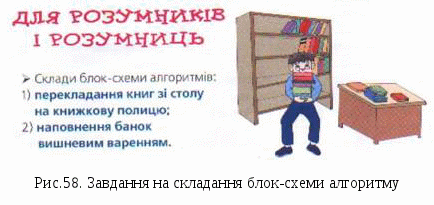 ДЛЯ РОЗУМНИКІВ
І РОЗУМНИЦЬ
➤ Склади блок-схеми алгоритмів:
1) перекладання книг зі столу
на книжкову полицю;
2) наповнення банок
вишневим варенням.
Рис.58. Завдання на складання блок-схеми алгоритму